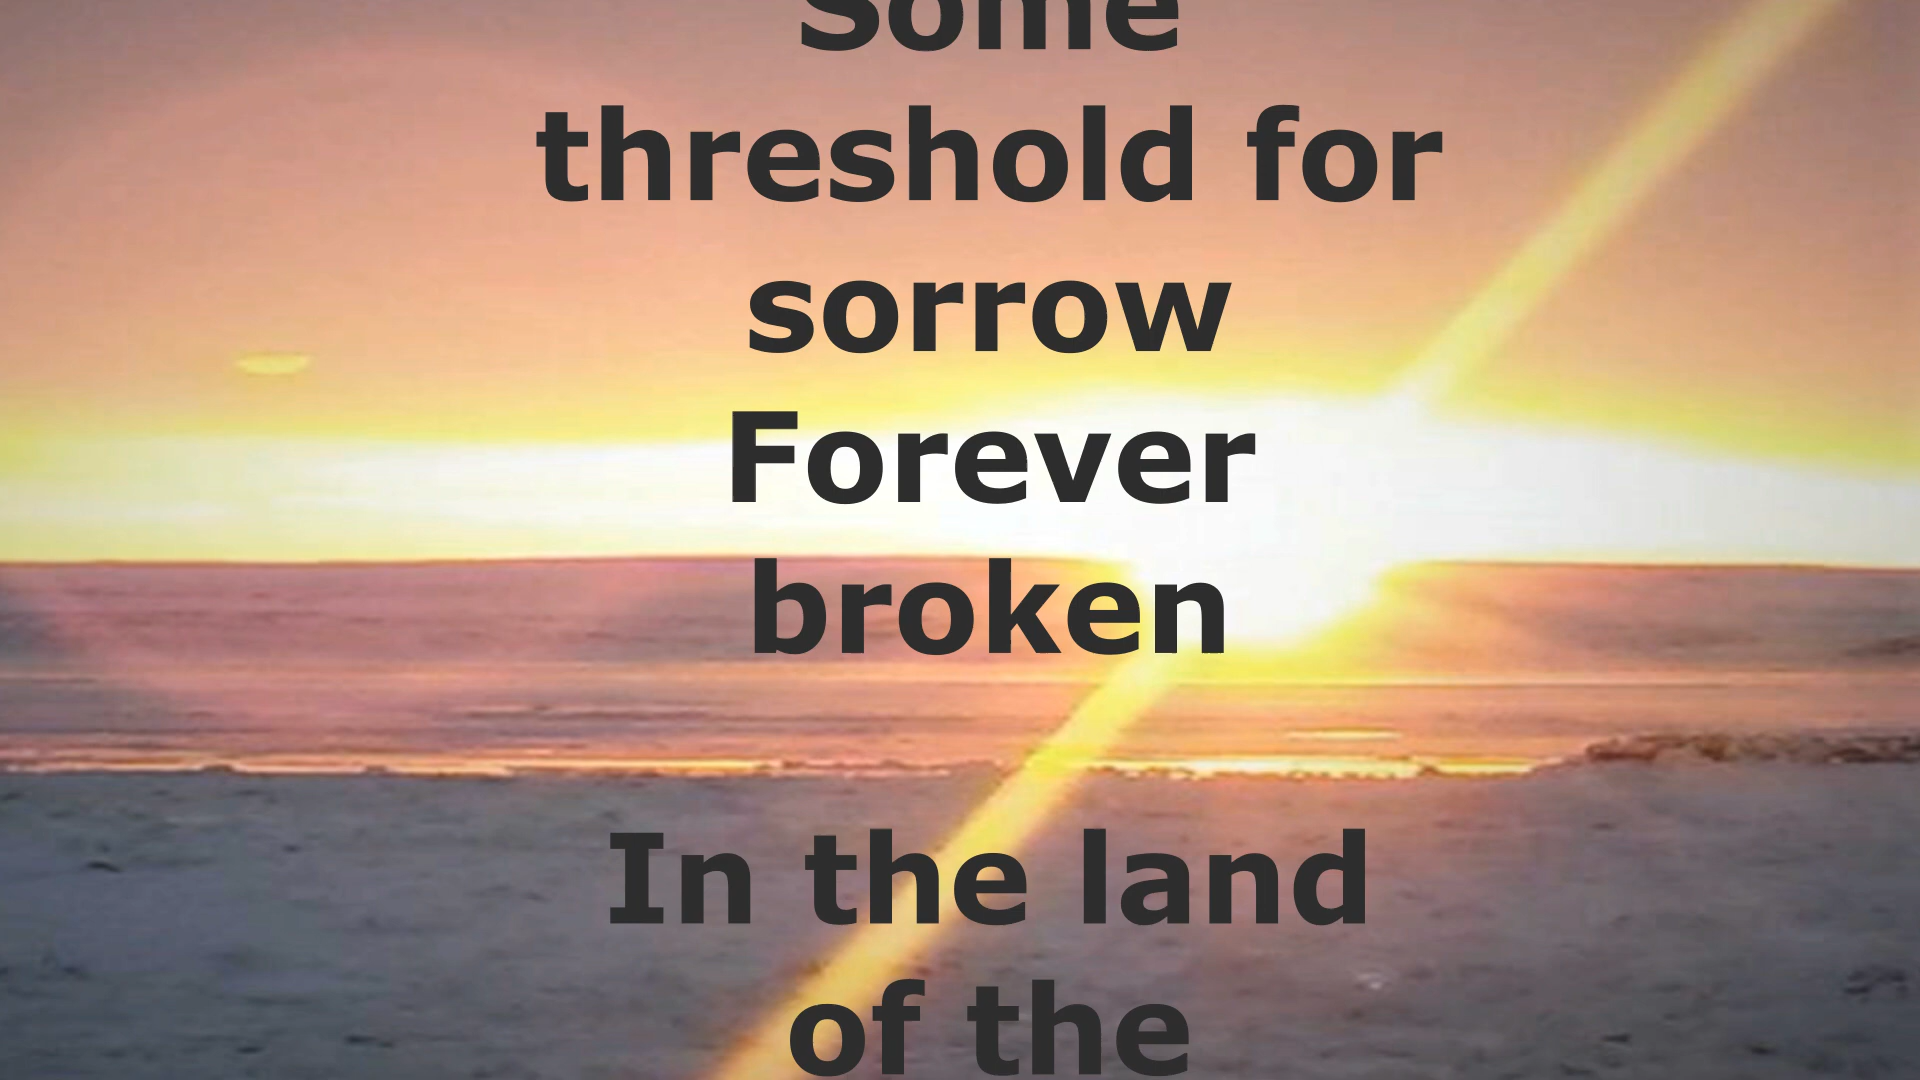 Some
threshold for
sorrow
Forever
broken
In the land
of the